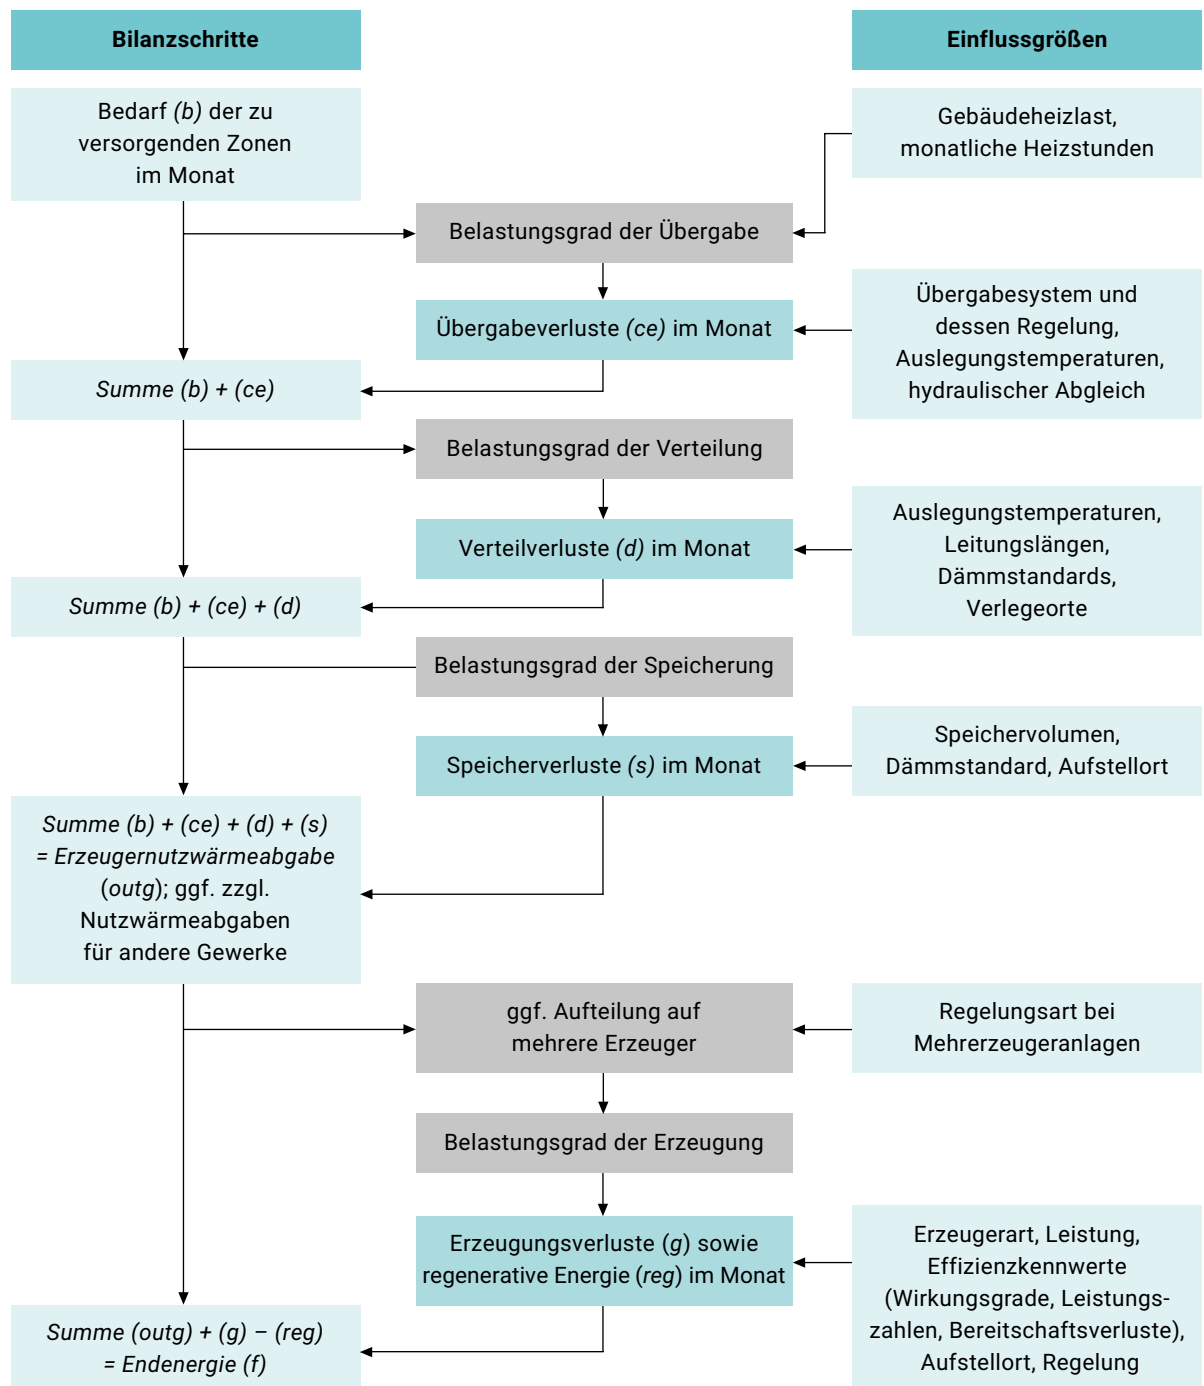 Bilanzschritte
Einflussgrößen
Bedarf (b) der zu
versorgenden Zonen
im Monat
Gebäudeheizlast,
monatliche Heizstunden
Belastungsgrad der Übergabe
Übergabeverluste (ce) im Monat
Übergabesystem und
dessen Regelung,
Auslegungstemperaturen,
hydraulischer Abgleich
Summe (b) + (ce)
Belastungsgrad der Verteilung
Verteilverluste (d) im Monat
Auslegungstemperaturen,
Leitungslängen,
Dämmstandards,
Verlegeorte
Summe (b) + (ce) + (d)
Belastungsgrad der Speicherung
Speicherverluste (s) im Monat
Speichervolumen,
Dämmstandard, Aufstellort
Summe (b) + (ce) + (d) + (s)
= Erzeugernutzwärmeabgabe
(outg); ggf. zzgl.
Nutzwärmeabgaben
für andere Gewerke
ggf. Aufteilung auf
mehrere Erzeuger
Regelungsart bei
Mehrerzeugeranlagen
Belastungsgrad der Erzeugung
Erzeugungsverluste (g) sowie
regenerative Energie (reg) im Monat
Erzeugerart, Leistung,
Effizienzkennwerte
(Wirkungsgrade, Leistungs-
zahlen, Bereitschaftsverluste),
Aufstellort, Regelung
Summe (outg) + (g) – (reg)
= Endenergie (f)